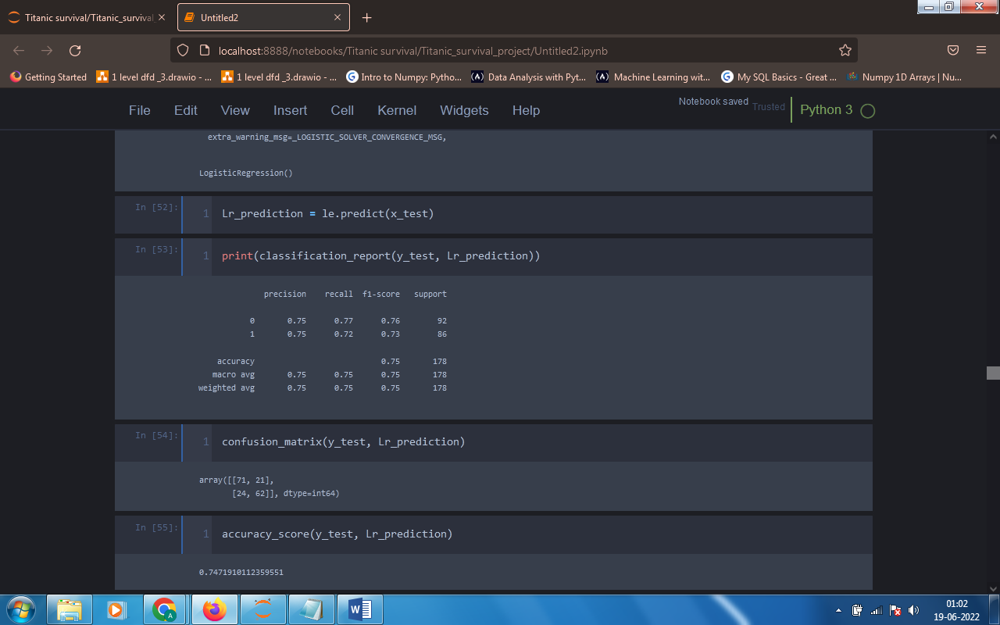 Titanic survival/Titanic_survival_
Untitled2
localhost:8888/notebooks/Titanic survival/Titanic_survival_project/Untitled2.ipynb
Getting Started
1 level dfd _3.drawio - ...
1 level dfd _3.drawio - ...
Intro to Numpy: Pytho...
Data Analysis with Pyt...
Machine Learning wit...
My SQL Basics - Great ...
Numpy 1D Arrays | Nu...
File Edit View Insert Cell Kernel Widgets Help
Notebook saved Trusted Python 3
extra_warning_msg=_LOGISTIC_SOLVER_CONVERGENCE_MSG,
LogisticRegression()
In [52]: 1 Lr_prediction = le.predict(x_test)
In [53]: 1 print(classification_report(y_test, Lr_prediction))
precision recall f1-score support
0 0.75 0.77 0.76 92
1 0.75 0.72 0.73 86
accuracy 0.75 178
macro avg 0.75 0.75 0.75 178
weighted avg 0.75 0.75 0.75 178
In [54]: 1 confusion_matrix(y_test, Lr_prediction)
array([[71, 21],
[24, 62]], dtype=int64)
In [55]: 1 accuracy_score(y_test, Lr_prediction)
0.7471910112359551
01:02
19-06-2022